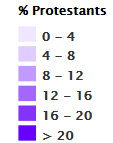 % Protestants
0 – 4
4 – 8
8 – 12
12 – 16
16 – 20
> 20